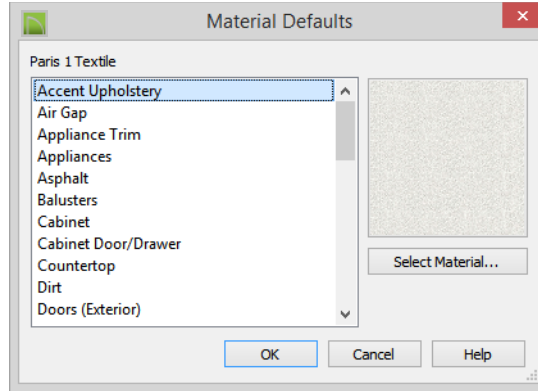 Material Defaults
Paris 1 Textile
Accent Upholstery
Air Gap
Appliance Trim
Appliances
Asphalt
Balusters
Cabinet
Cabinet Door/Drawer
Countertop
Dirt
Doors (Exterior)
Select Material...
OK Cancel Help